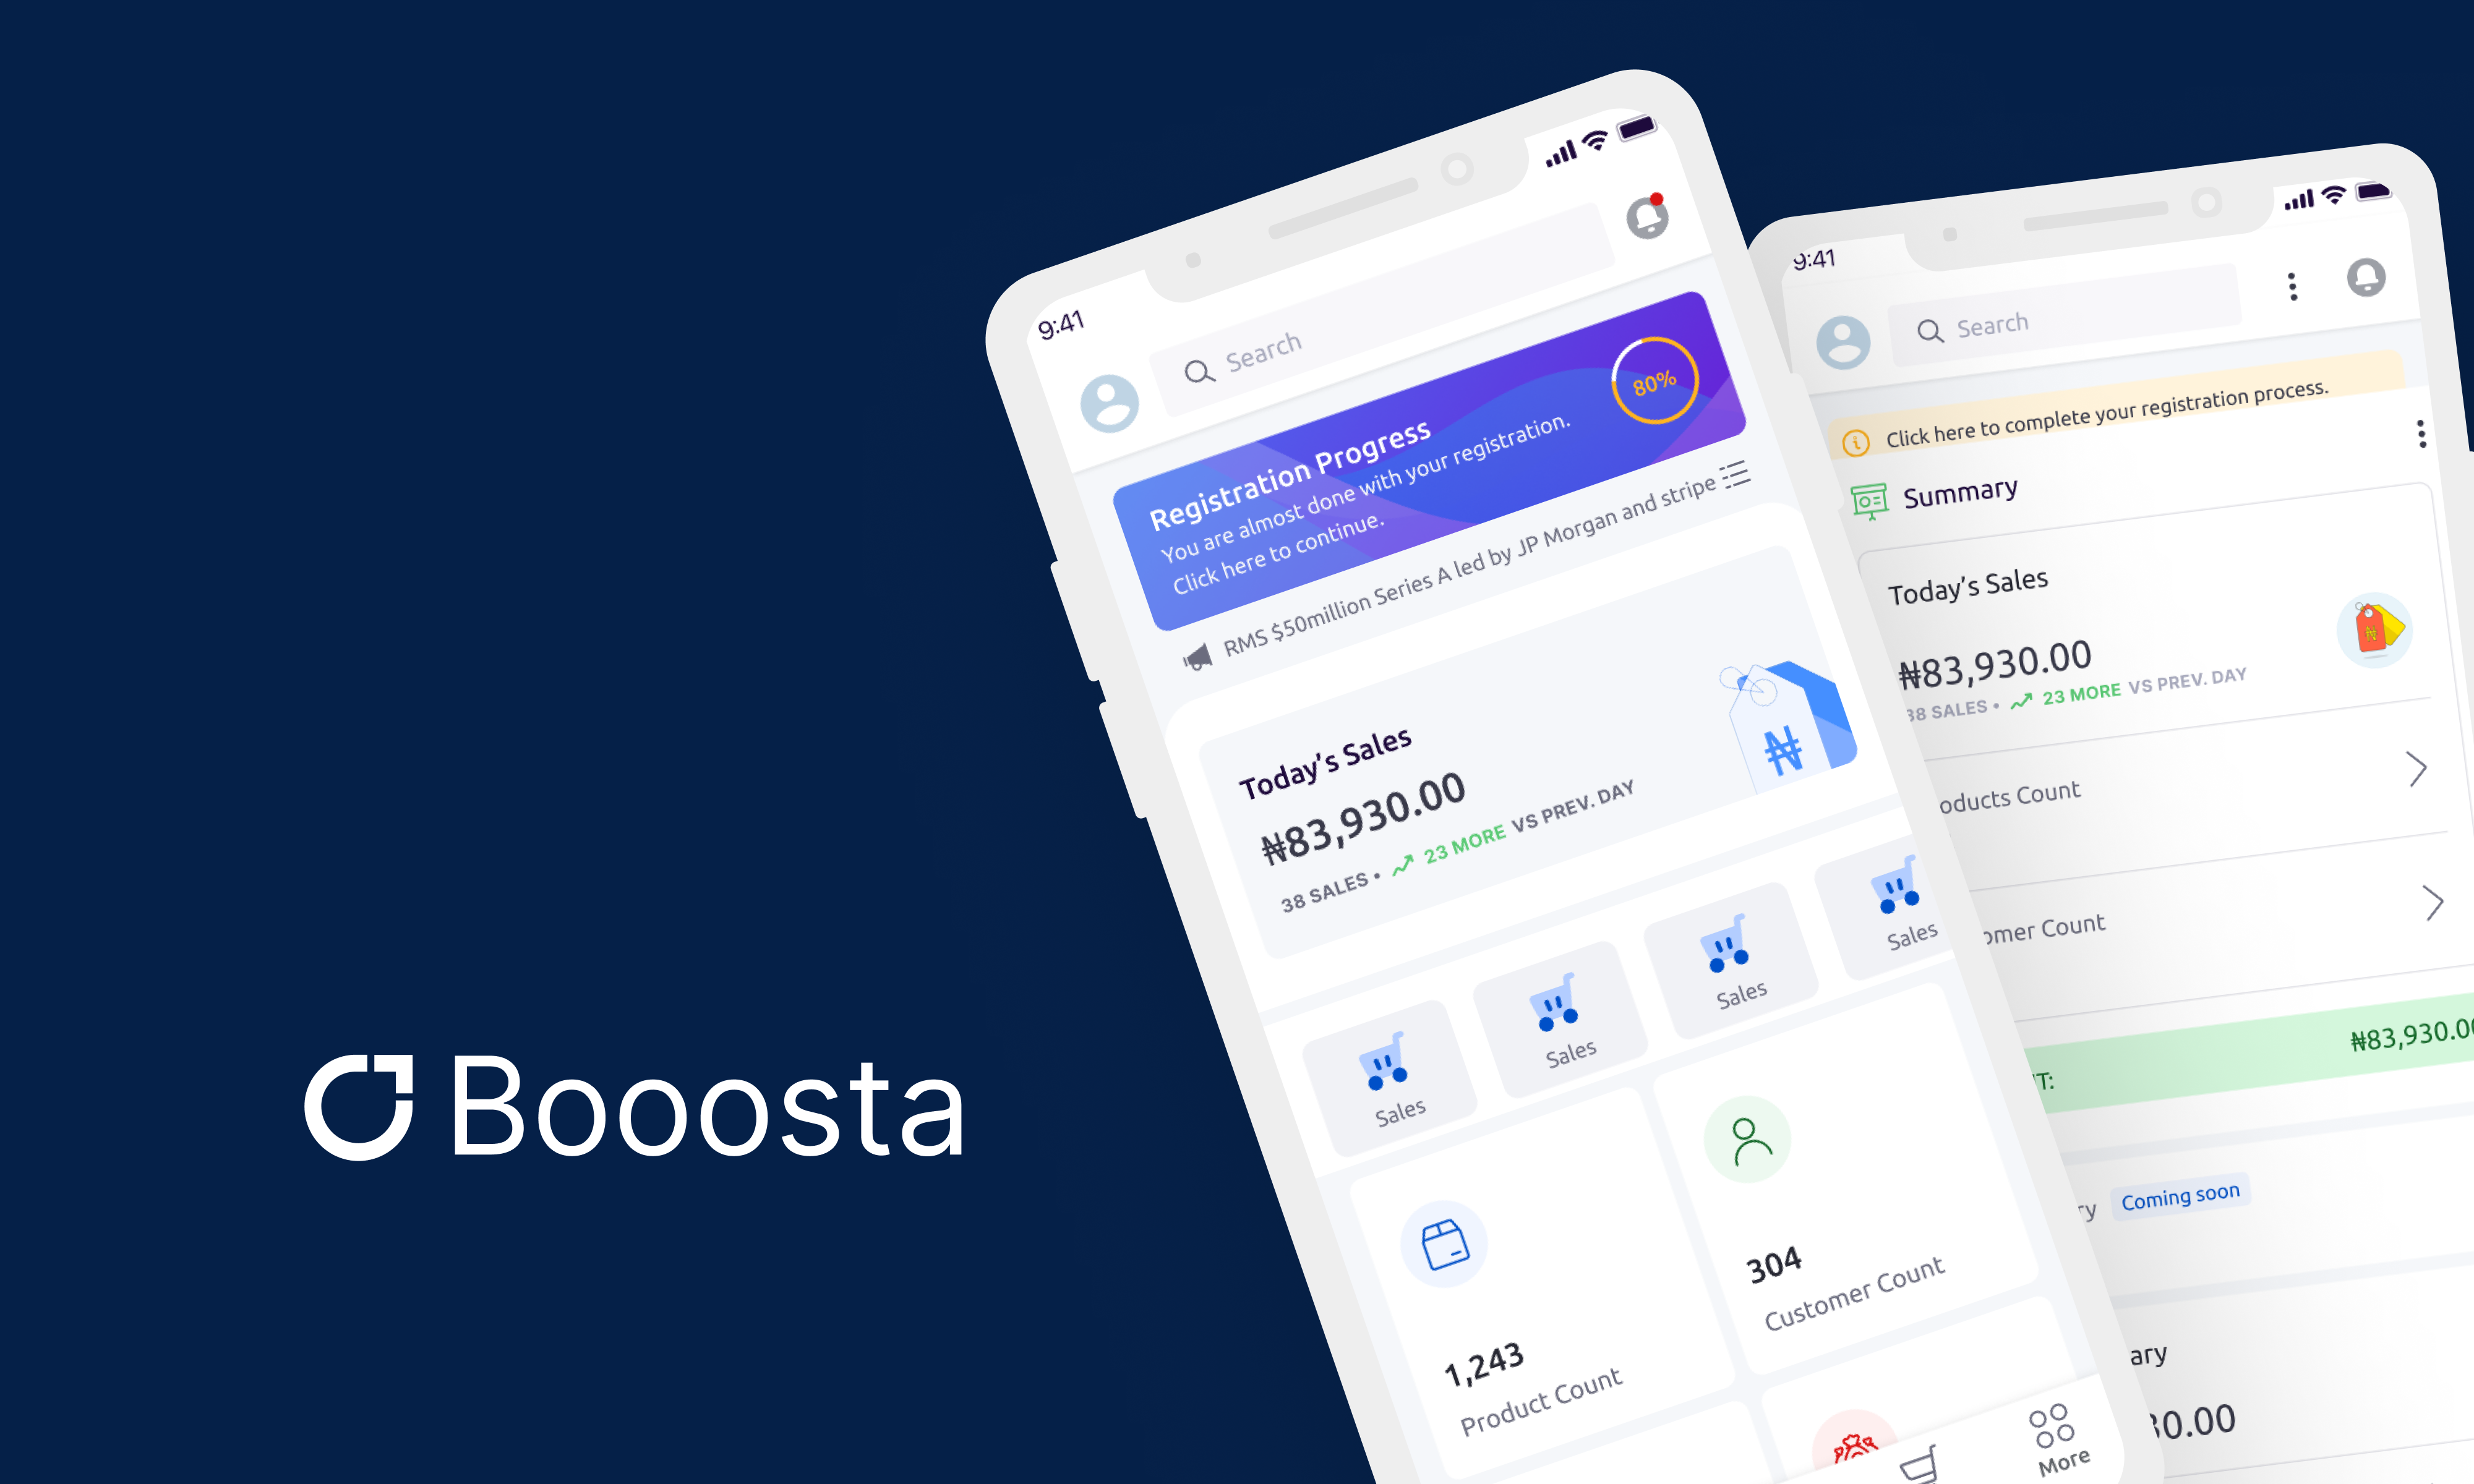 Booosta
9:41
Search
Registration Progress
You are almost done with your registration.
Click here to continue.
80%
RMS $50million Series A led by JP Morgan and stripe
Today's Sales
₦83,930.00
38 SALES • 23 MORE VS PREV. DAY
₦
Sales
Sales
Sales
Sales
1,243
Product Count
304
Customer Count
More
9:41
Search
Click here to complete your registration process.
Summary
Today's Sales
₦83,930.00
38 SALES • 23 MORE VS PREV. DAY
₦
oducts Count
omer Count
T:
₦83,930.0
ry
Coming soon
ary
30.00